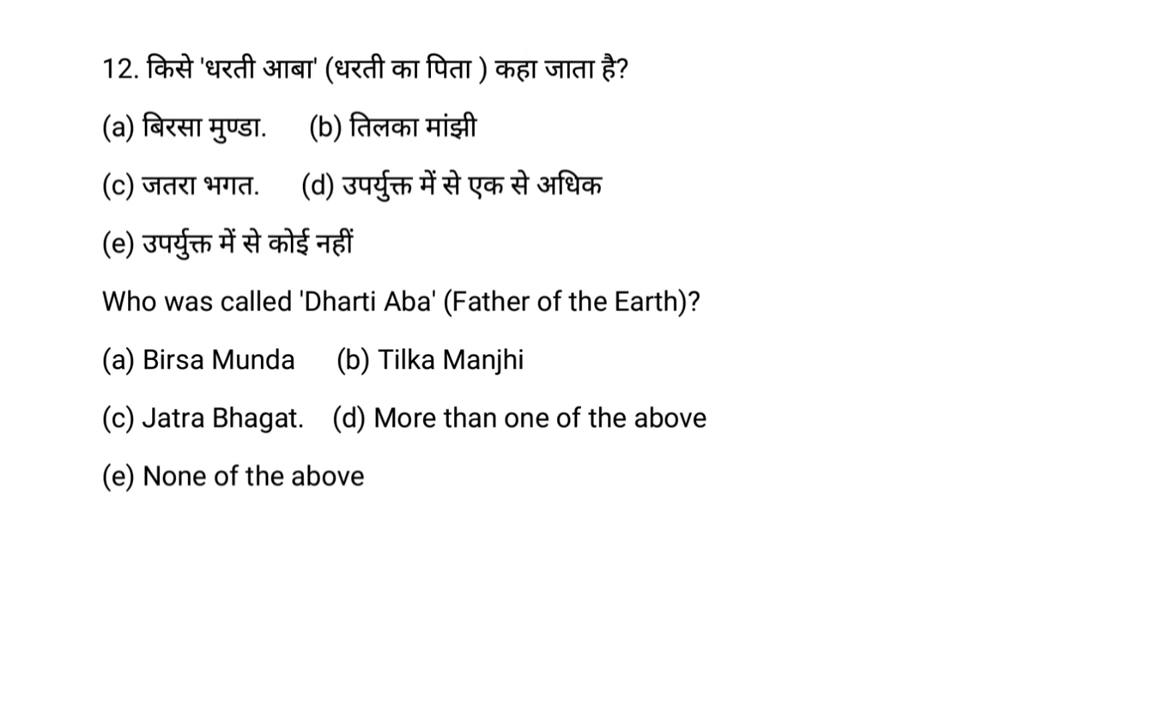 12. किसे 'धरती आबा' (धरती का पिता ) कहा जाता है?
(a) बिरसा मुण्डा. (b) तिलका मांझी
(c) जतरा भगत. (d) उपर्युक्त में से एक से अधिक
(e) उपर्युक्त में से कोई नहीं
Who was called 'Dharti Aba' (Father of the Earth)?
(a) Birsa Munda (b) Tilka Manjhi
(c) Jatra Bhagat. (d) More than one of the above
(e) None of the above